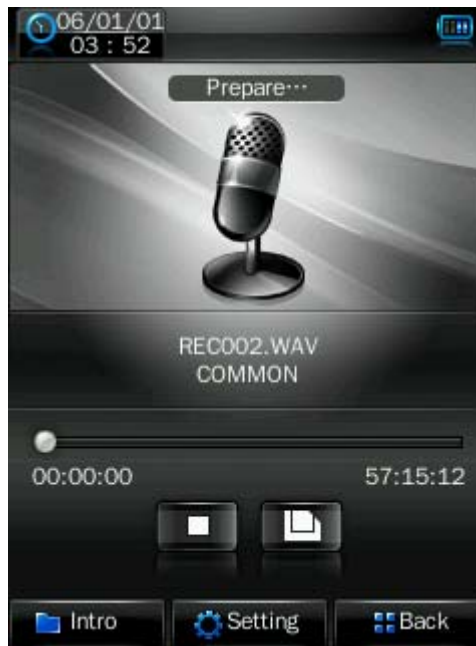 06/01/01
03 : 52
Prepare···
REC002.WAV
COMMON
00:00:00 57:15:12
Intro Setting Back